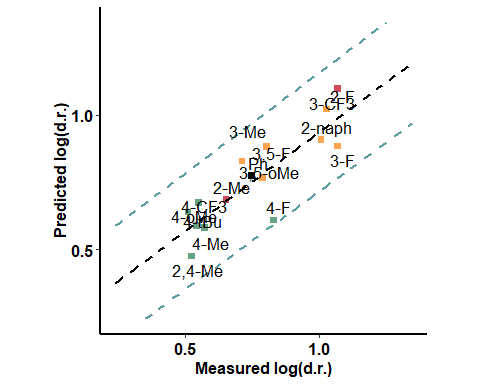 Predicted log(d.r.)
1.0
0.5
2-F
3-CF3
2-naph
3-Me
3,5-F
3-F
Ph
3,5-oMe
2-Me
4-CF3
4-F
4-oMe
4-tBu
4-Me
2,4-Me
0.5
1.0
Measured log(d.r.)